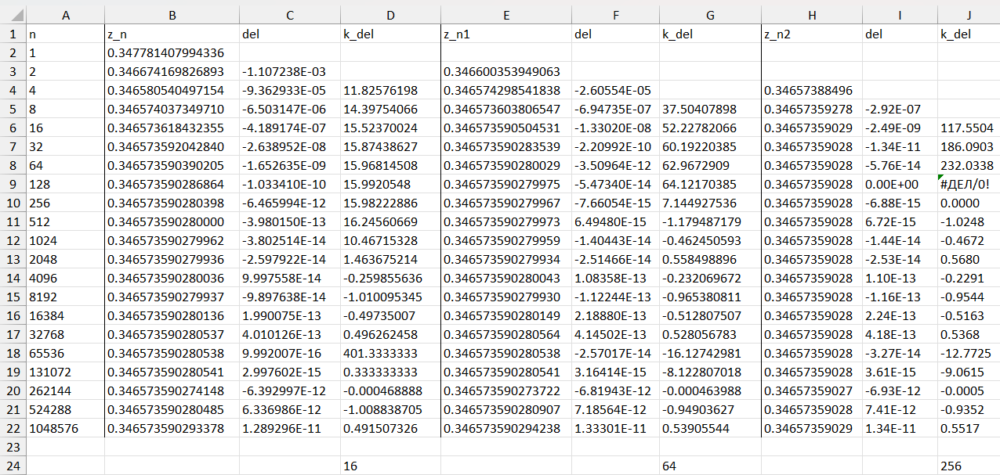 A B C D E F G H I J
1 n z_n del k_del z_n1 del k_del z_n2 del k_del
2 1 0.347781407994336
3 2 0.346674169826893 -1.107238E-03 0.346600353949063
4 4 0.346580540497154 -9.362933E-05 11.82576198 0.346574298541838 -2.60554E-05 0.34657388496
5 8 0.346574037349710 -6.503147E-06 14.39754066 0.346573603806547 -6.94735E-07 37.50407898 0.34657359278 -2.92E-07
6 16 0.346573618432355 -4.189174E-07 15.52370024 0.346573590504531 -1.33020E-08 52.22782066 0.34657359029 -2.49E-09 117.5504
7 32 0.346573592042840 -2.638952E-08 15.87438627 0.346573590283539 -2.20992E-10 60.19220385 0.34657359028 -1.34E-11 186.0903
8 64 0.346573590390205 -1.652635E-09 15.96814508 0.346573590280029 -3.50964E-12 62.9672909 0.34657359028 -5.76E-14 232.0338
9 128 0.346573590286864 -1.033410E-10 15.9920548 0.346573590279975 -5.47340E-14 64.12170385 0.34657359028 0.00E+00 #ДЕЛ/0!
10 256 0.346573590280398 -6.465994E-12 15.98222886 0.346573590279967 -7.66054E-15 7.144927536 0.34657359028 -6.88E-15 0.0000
11 512 0.346573590280000 -3.980150E-13 16.24560669 0.346573590279973 6.49480E-15 -1.179487179 0.34657359028 6.72E-15 -1.0248
12 1024 0.346573590279962 -3.802514E-14 10.46715328 0.346573590279959 -1.40443E-14 -0.462450593 0.34657359028 -1.44E-14 -0.4672
13 2048 0.346573590279936 -2.597922E-14 1.463675214 0.346573590279934 -2.51466E-14 0.558498896 0.34657359028 -2.53E-14 0.5680
14 4096 0.346573590280036 9.997558E-14 -0.259855636 0.346573590280043 1.08358E-13 -0.232069672 0.34657359028 1.10E-13 -0.2291
15 8192 0.346573590279937 -9.897638E-14 -1.010095345 0.346573590279930 -1.12244E-13 -0.965380811 0.34657359028 -1.16E-13 -0.9544
16 16384 0.346573590280136 1.990075E-13 -0.49735007 0.346573590280149 2.18880E-13 -0.512807507 0.34657359028 2.24E-13 -0.5163
17 32768 0.346573590280537 4.010126E-13 0.496262458 0.346573590280564 4.14502E-13 0.528056783 0.34657359028 4.18E-13 0.5368
18 65536 0.346573590280538 9.992007E-16 401.3333333 0.346573590280538 -2.57017E-14 -16.12742981 0.34657359028 -3.27E-14 -12.7725
19 131072 0.346573590280541 2.997602E-15 0.333333333 0.346573590280541 3.16414E-15 -8.122807018 0.34657359028 3.61E-15 -9.0615
20 262144 0.346573590274148 -6.392997E-12 -0.000468888 0.346573590273722 -6.81943E-12 -0.000463988 0.34657359027 -6.93E-12 -0.0005
21 524288 0.346573590280485 6.336986E-12 -1.008838705 0.346573590280907 7.18564E-12 -0.94903627 0.34657359028 7.41E-12 -0.9352
22 1048576 0.346573590293378 1.289296E-11 0.491507326 0.346573590294238 1.33301E-11 0.53905544 0.34657359029 1.34E-11 0.5517
23
24 16 64 256